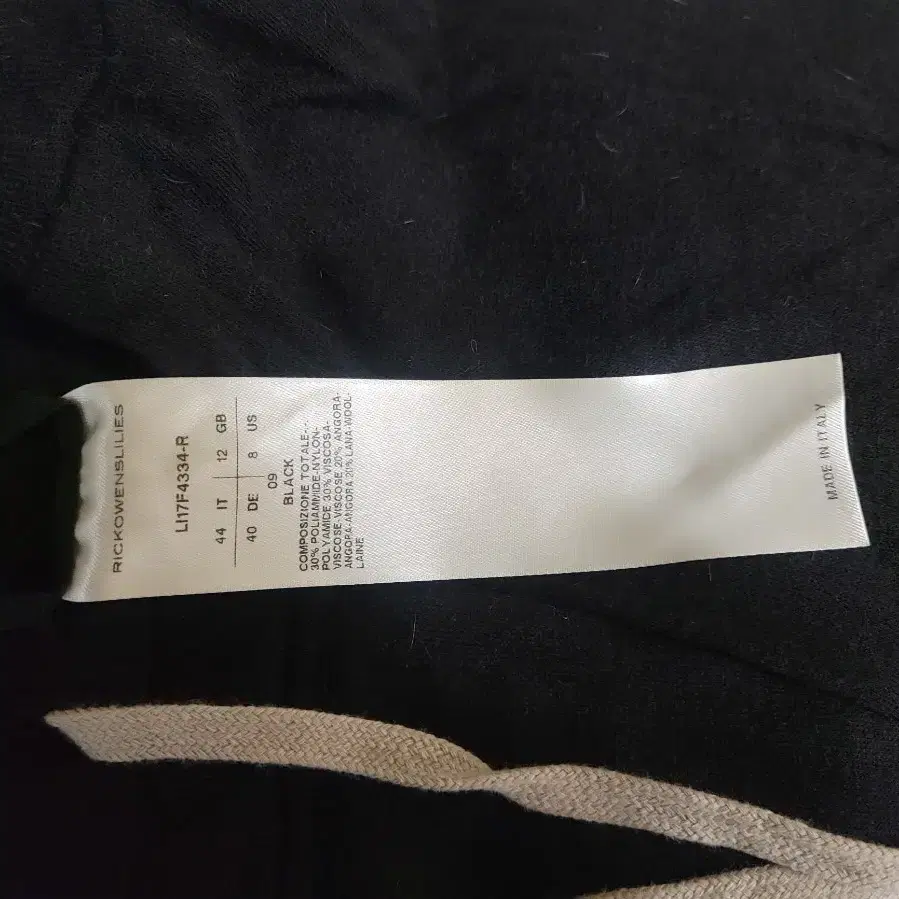 RICKOWENSLILIES
LI17F4334-R
44 IT 12 GB
40 DE 8 US
09
BLACK
COMPOSIZIONE TOTALE---
30% POLIAMMIDE-NYLON-
POLYAMIDE 30% VISCOSA-
VISCOSE-VISCOSE 20% ANGORA-
ANGORA-ANGORA 20% LANA-WOOL-
LAINE
MADE IN ITALY